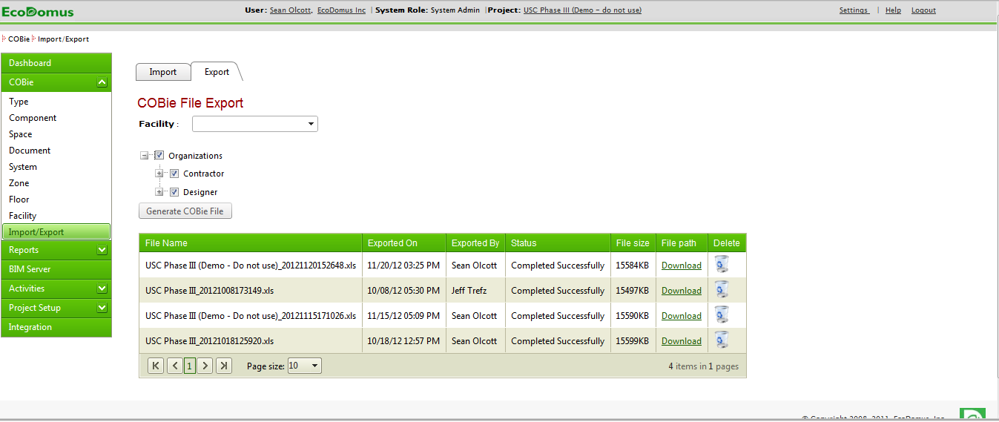 EcoDomus
User: Sean Olcott, EcoDomus Inc | System Role: System Admin | Project: USC Phase III (Demo - do not use)
Settings | Help Logout
COBie Import/Export
Dashboard
COBie
Type
Component
Space
Document
System
Zone
Floor
Facility
Import/Export
Reports
BIM Server
Activities
Project Setup
Integration
Import Export
COBie File Export
Facility :
Organizations
Contractor
Designer
Generate COBie File
File Name Exported On Exported By Status File size File path Delete
USC Phase III (Demo - Do not use)_20121120152648.xls 11/20/12 03:25 PM Sean Olcott Completed Successfully 15584KB Download
USC Phase III_20121008173149.xls 10/08/12 05:30 PM Jeff Trefz Completed Successfully 15497KB Download
USC Phase III (Demo - Do not use)_20121115171026.xls 11/15/12 05:09 PM Sean Olcott Completed Successfully 15590KB Download
USC Phase III_20121018125920.xls 10/18/12 12:57 PM Sean Olcott Completed Successfully 15599KB Download
1 Page size: 10 4 items in 1 pages
© Copyright 2008, 2011, EcoDomus, Inc.